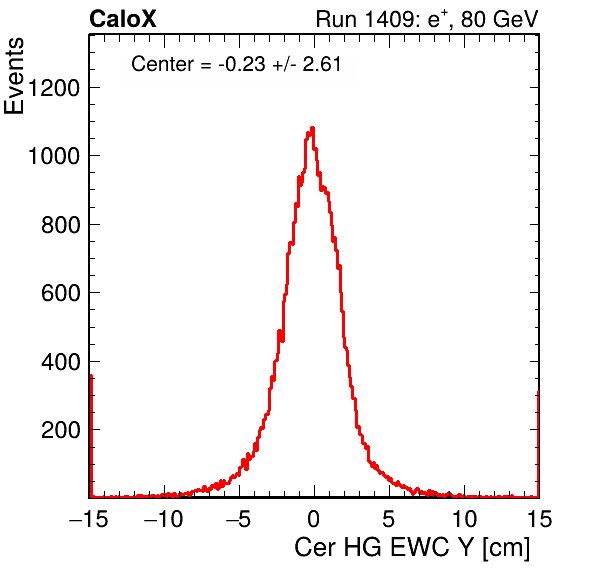 CaloX Run 1409: e⁺, 80 GeV
Center = -0.23 +/- 2.61
Events
1200
1000
800
600
400
200
−15 −10 −5 0 5 10 15
Cer HG EWC Y [cm]